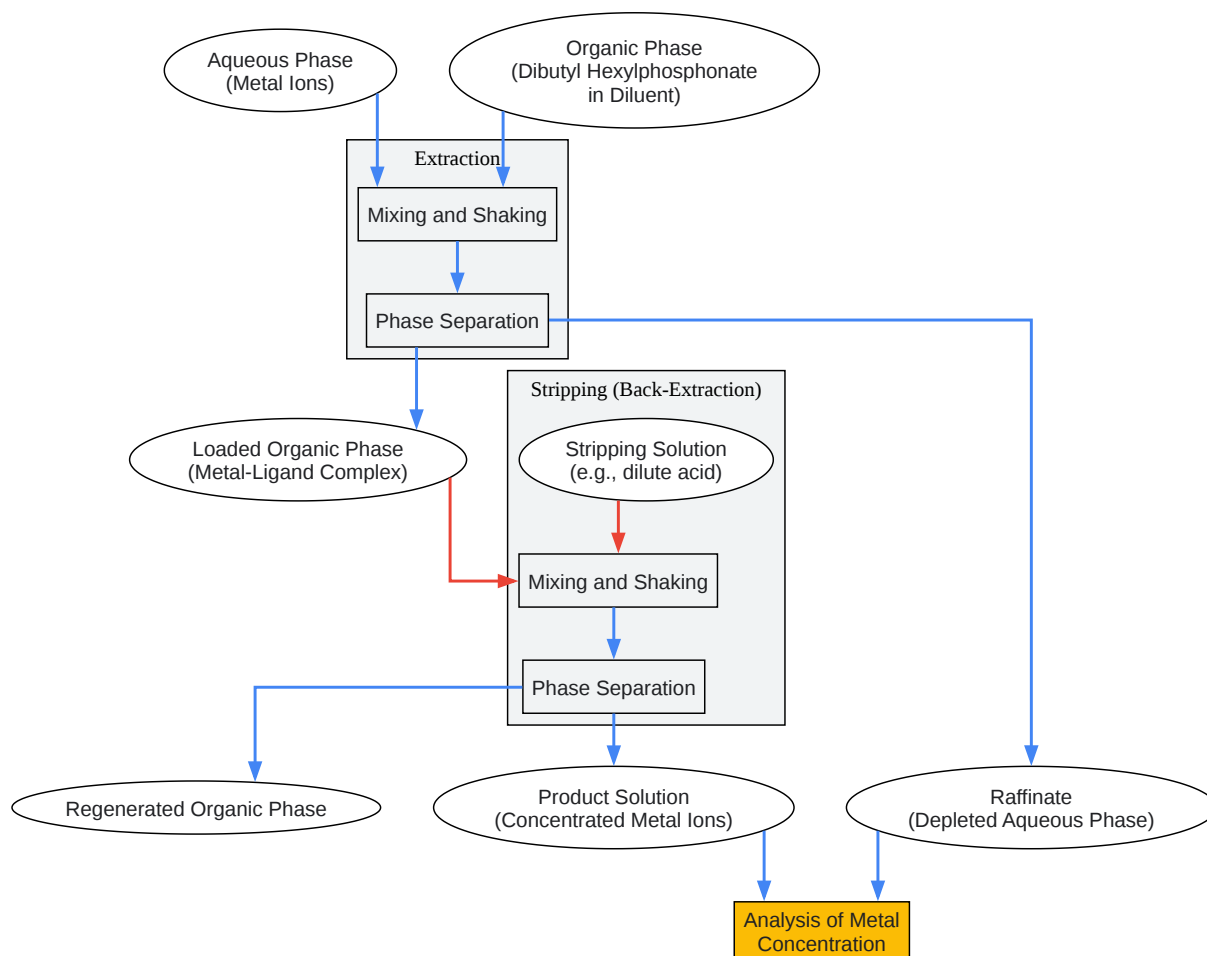 Aqueous Phase
(Metal Ions)
Organic Phase
(Dibutyl Hexylphosphonate
in Diluent)
Extraction
Mixing and Shaking
Phase Separation
Stripping (Back-Extraction)
Loaded Organic Phase
(Metal-Ligand Complex)
Stripping Solution
(e.g., dilute acid)
Mixing and Shaking
Phase Separation
Regenerated Organic Phase
Product Solution
(Concentrated Metal Ions)
Raffinate
(Depleted Aqueous Phase)
Analysis of Metal
Concentration